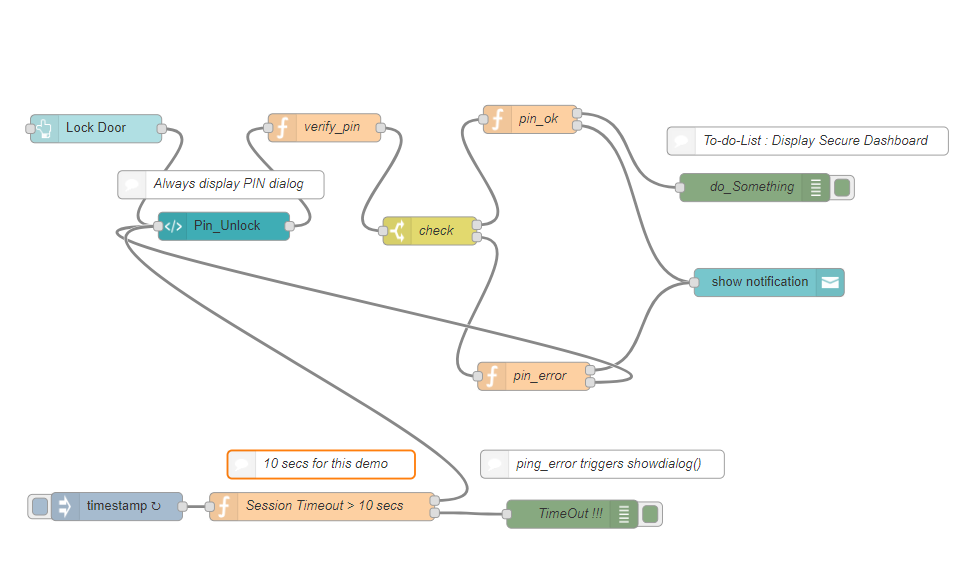 Lock Door
verify_pin
pin_ok
To-do-List : Display Secure Dashboard
Always display PIN dialog
do_Something
</> Pin_Unlock
check
show notification
pin_error
10 secs for this demo
ping_error triggers showdialog()
timestamp ↻
Session Timeout > 10 secs
TimeOut !!!